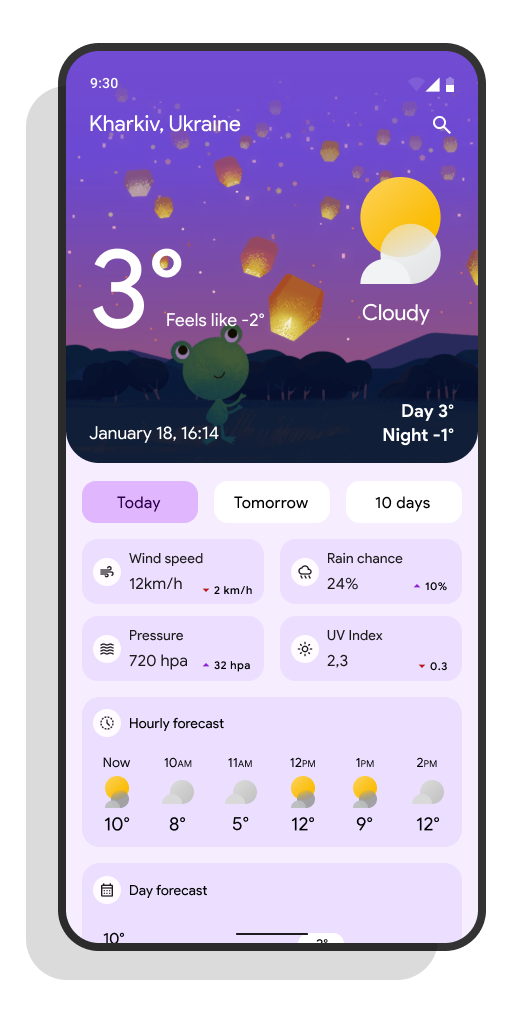 9:30
Kharkiv, Ukraine
3°
Feels like -2°
Cloudy
Day 3°
January 18, 16:14
Night -1°
Today
Tomorrow
10 days
Wind speed
12km/h
2 km/h
Rain chance
24%
10%
Pressure
720 hpa
32 hpa
UV Index
2,3
0.3
Hourly forecast
Now 10AM 11AM 12PM 1PM 2PM
10° 8° 5° 12° 9° 12°
Day forecast
10°